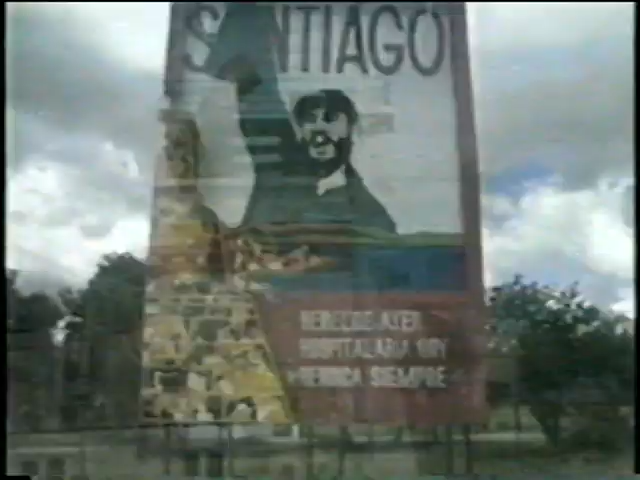 SANTIAGO
REBELDE AYER
HOSPITALARIA HOY
HEROICA SIEMPRE